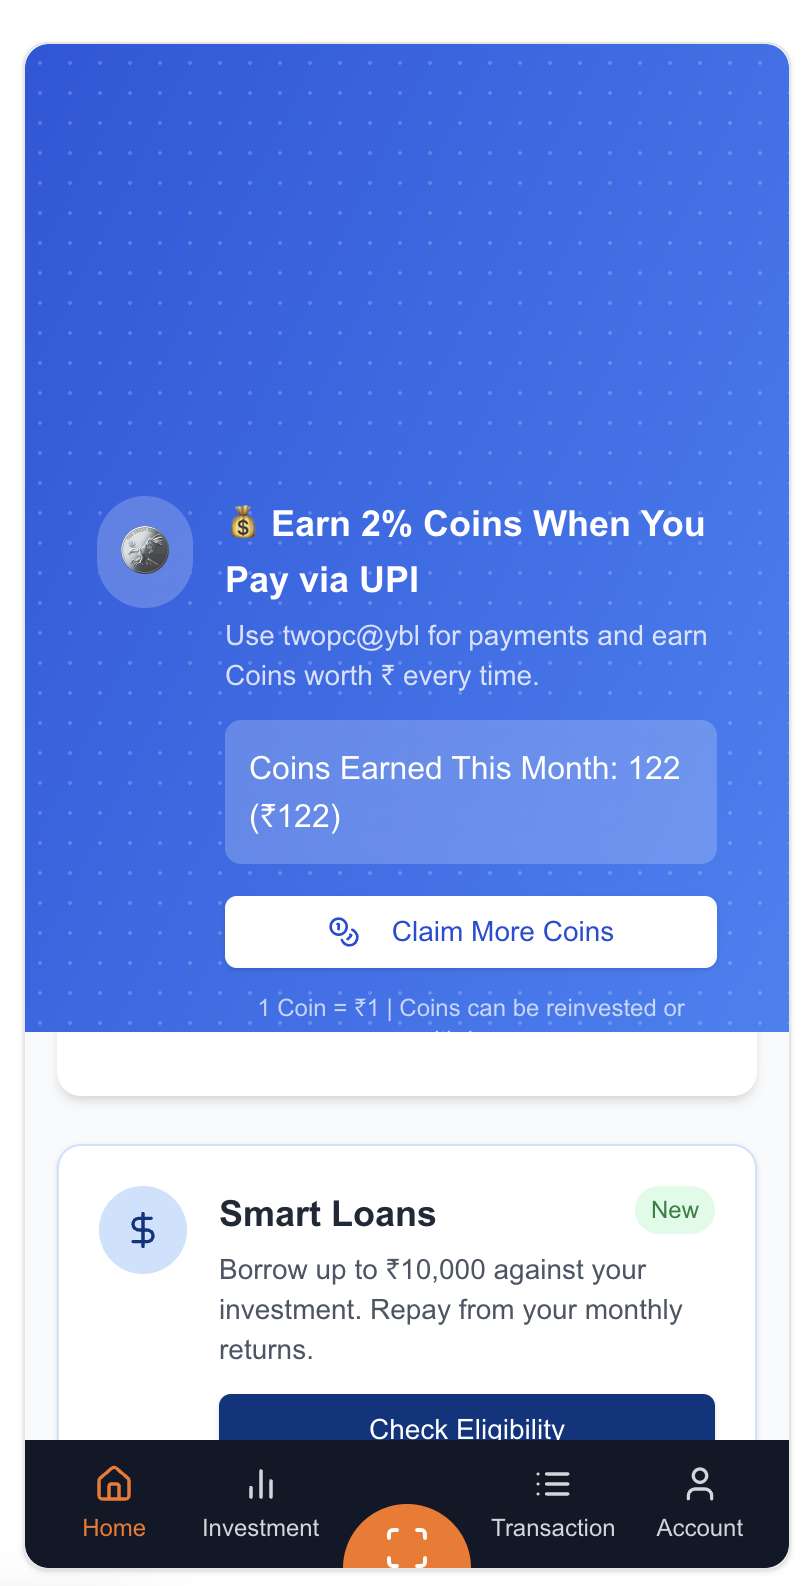 💰 Earn 2% Coins When You
Pay via UPI
Use twopc@ybl for payments and earn
Coins worth ₹ every time.
Coins Earned This Month: 122
(₹122)
Claim More Coins
1 Coin = ₹1 | Coins can be reinvested or
Smart Loans
New
Borrow up to ₹10,000 against your
investment. Repay from your monthly
returns.
Check Eligibility
Home
Investment
Transaction
Account